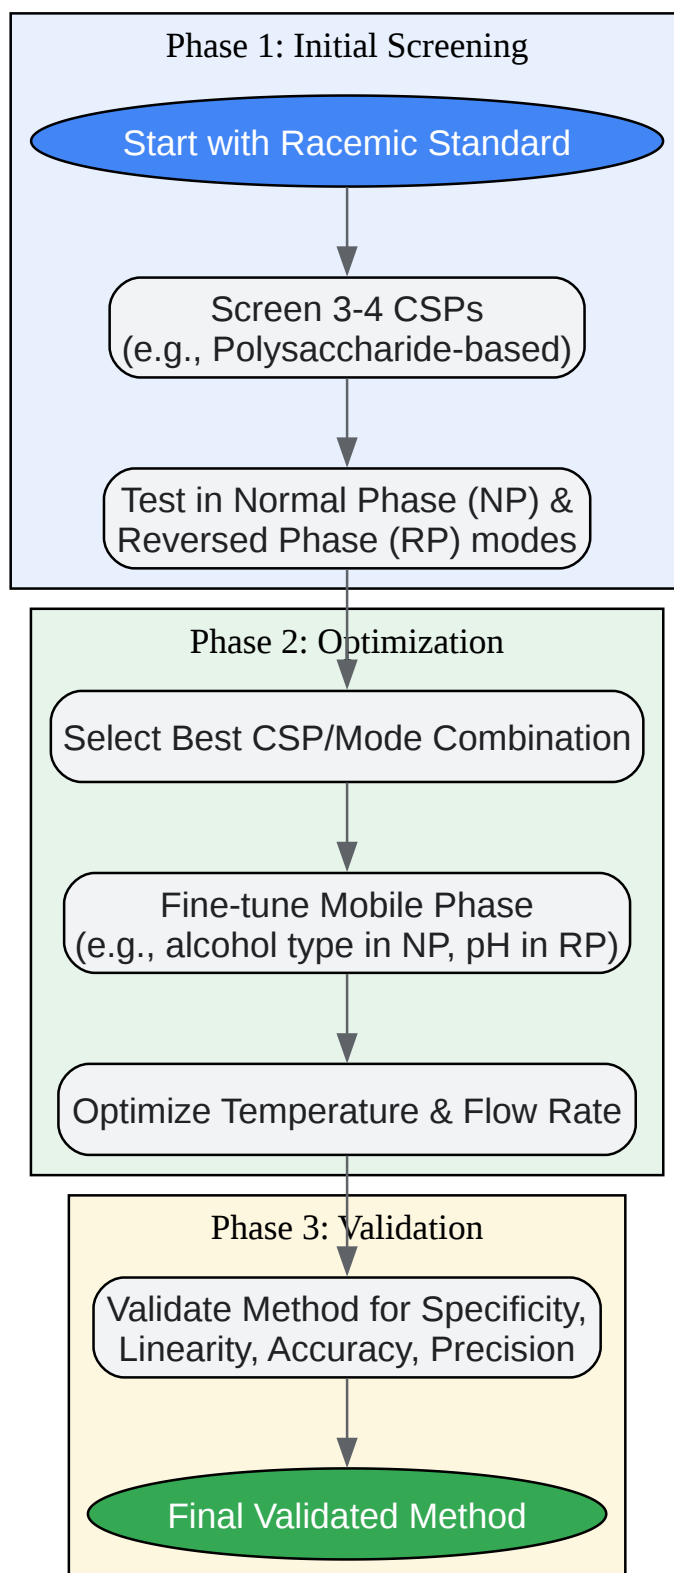 Phase 1: Initial Screening
Start with Racemic Standard
Screen 3-4 CSPs
(e.g., Polysaccharide-based)
Test in Normal Phase (NP) &
Reversed Phase (RP) modes
Phase 2: Optimization
Select Best CSP/Mode Combination
Fine-tune Mobile Phase
(e.g., alcohol type in NP, pH in RP)
Optimize Temperature & Flow Rate
Phase 3: Validation
Validate Method for Specificity,
Linearity, Accuracy, Precision
Final Validated Method